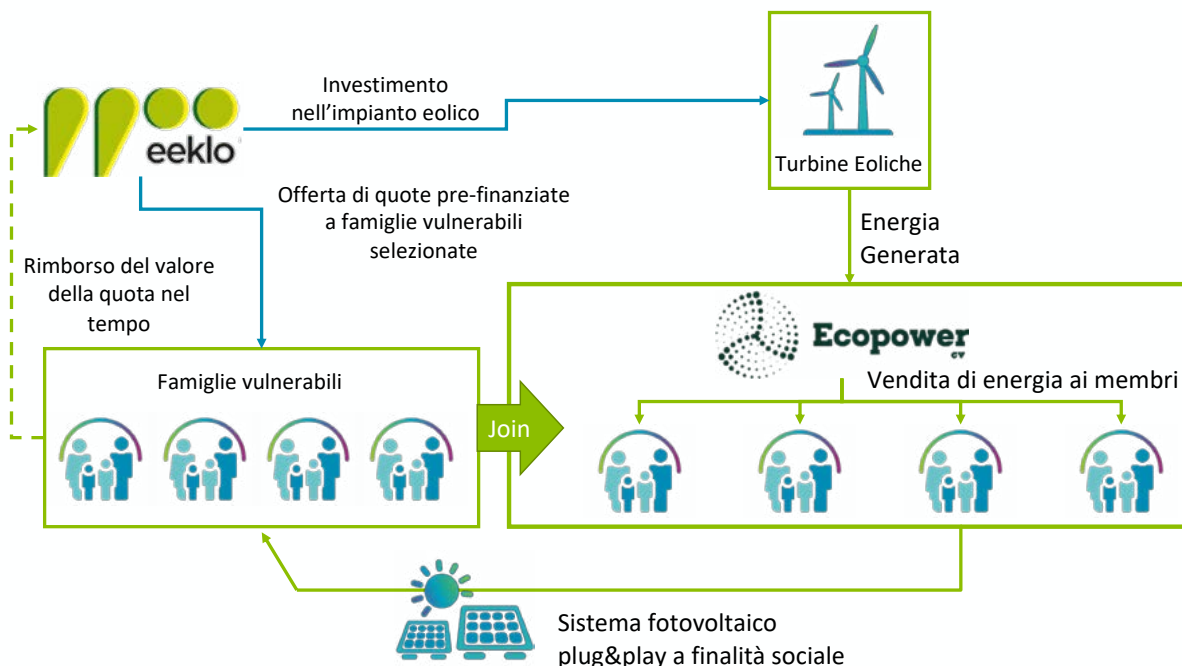 Investimento
nell’impianto eolico
eeklo
Turbine Eoliche
Offerta di quote pre-finanziate
a famiglie vulnerabili
selezionate
Energia
Generata
Rimborso del valore
della quota nel
tempo
Ecopower
cv
Famiglie vulnerabili
Vendita di energia ai membri
Join
Sistema fotovoltaico
plug&play a finalità sociale